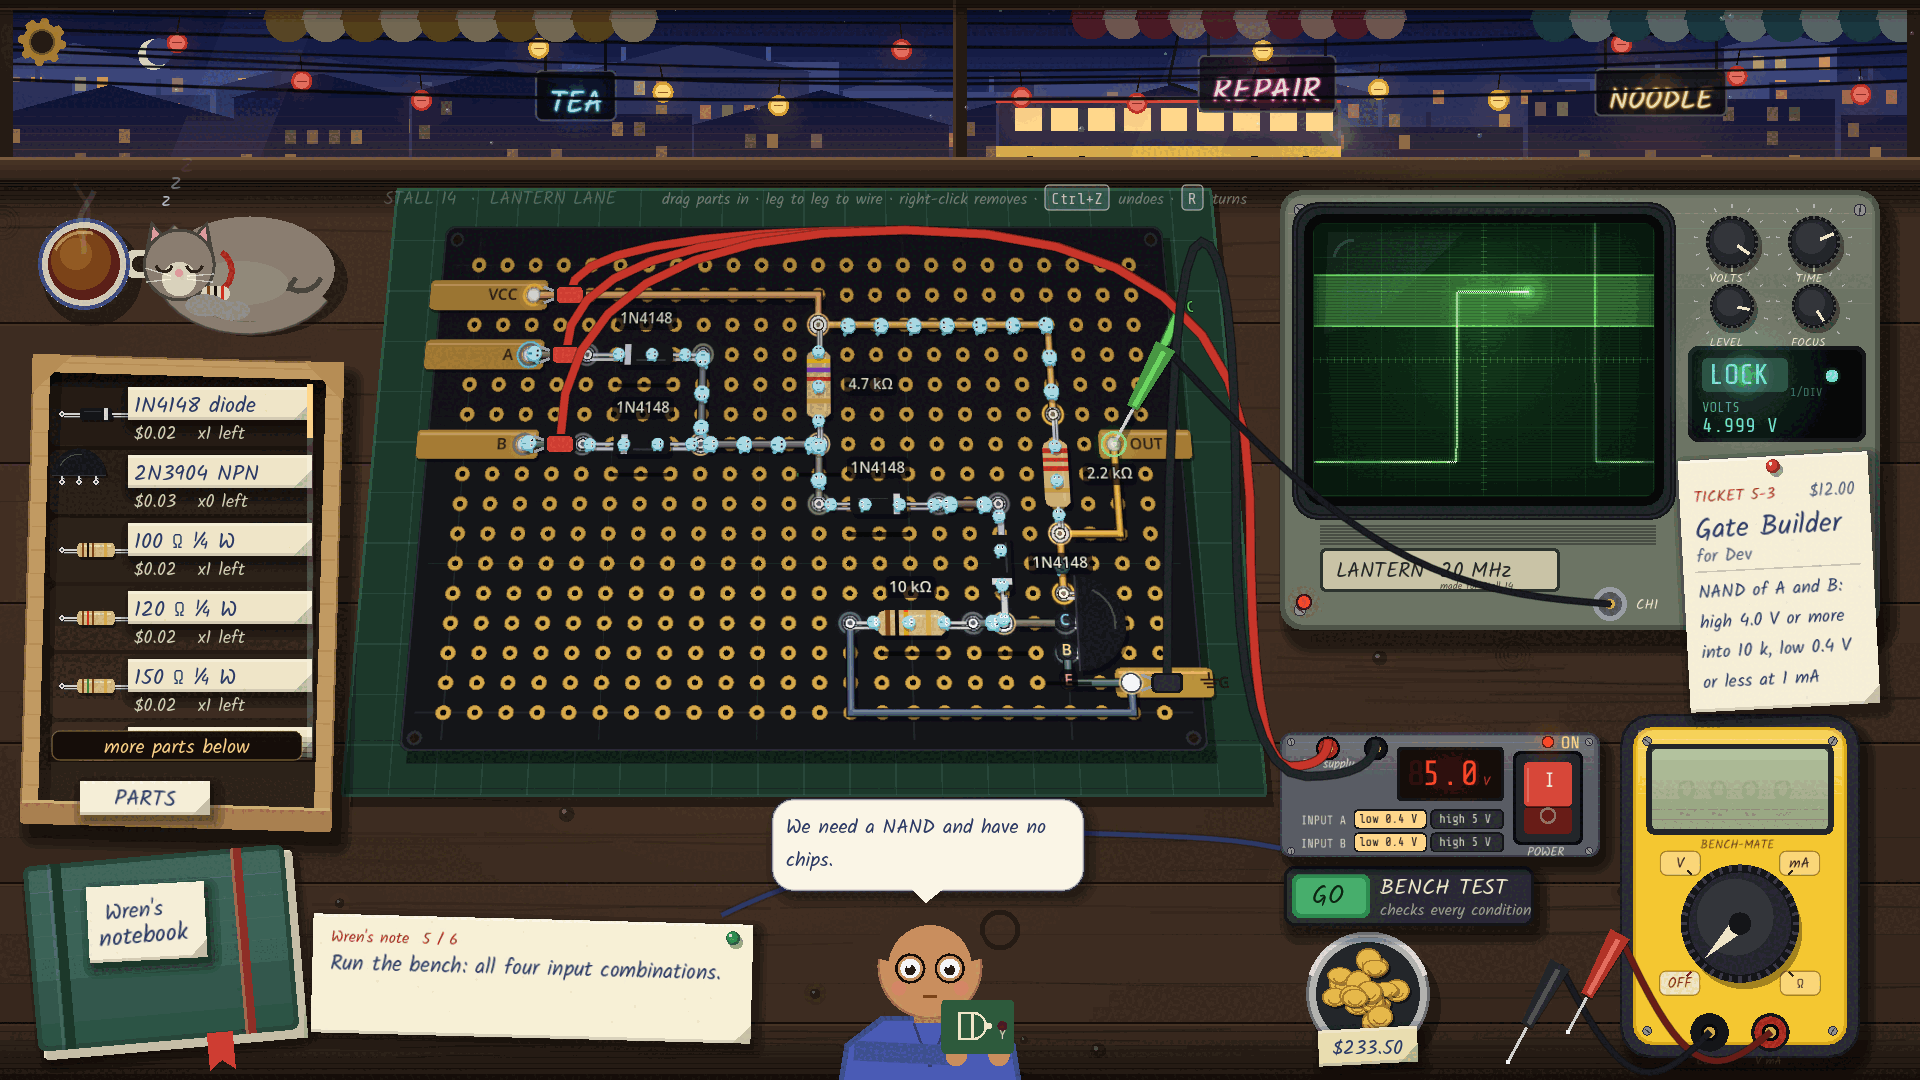 TEA
REPAIR
NOODLE
z
z
STALL 14 · LANTERN LANE
drag parts in · leg to leg to wire · right-click removes · Ctrl+Z undoes · R turns
VCC
A
B
OUT
G
C
1N4148
1N4148
4.7 kΩ
1N4148
2.2 kΩ
1N4148
10 kΩ
C
B
E
1N4148 diode
$0.02 x1 left
2N3904 NPN
$0.03 x0 left
100 Ω ¼ W
$0.02 x1 left
120 Ω ¼ W
$0.02 x1 left
150 Ω ¼ W
$0.02 x1 left
more parts below
PARTS
VOLTS
TIME
LEVEL
FOCUS
LOCK
1/DIV
VOLTS
4.999 V
LANTERN 20 MHz
CH1
TICKET 5-3 $12.00
Gate Builder
for Dev
NAND of A and B:
high 4.0 V or more
into 10 k, low 0.4 V
or less at 1 mA
supply
5.0 V
ON
I
INPUT A low 0.4 V high 5 V
INPUT B low 0.4 V high 5 V
POWER
GO
BENCH TEST
checks every condition
BENCH-MATE
V
mA
OFF
Ω
We need a NAND and have no
chips.
Y
Wren's
notebook
Wren's note 5 / 6
Run the bench: all four input combinations.
$233.50